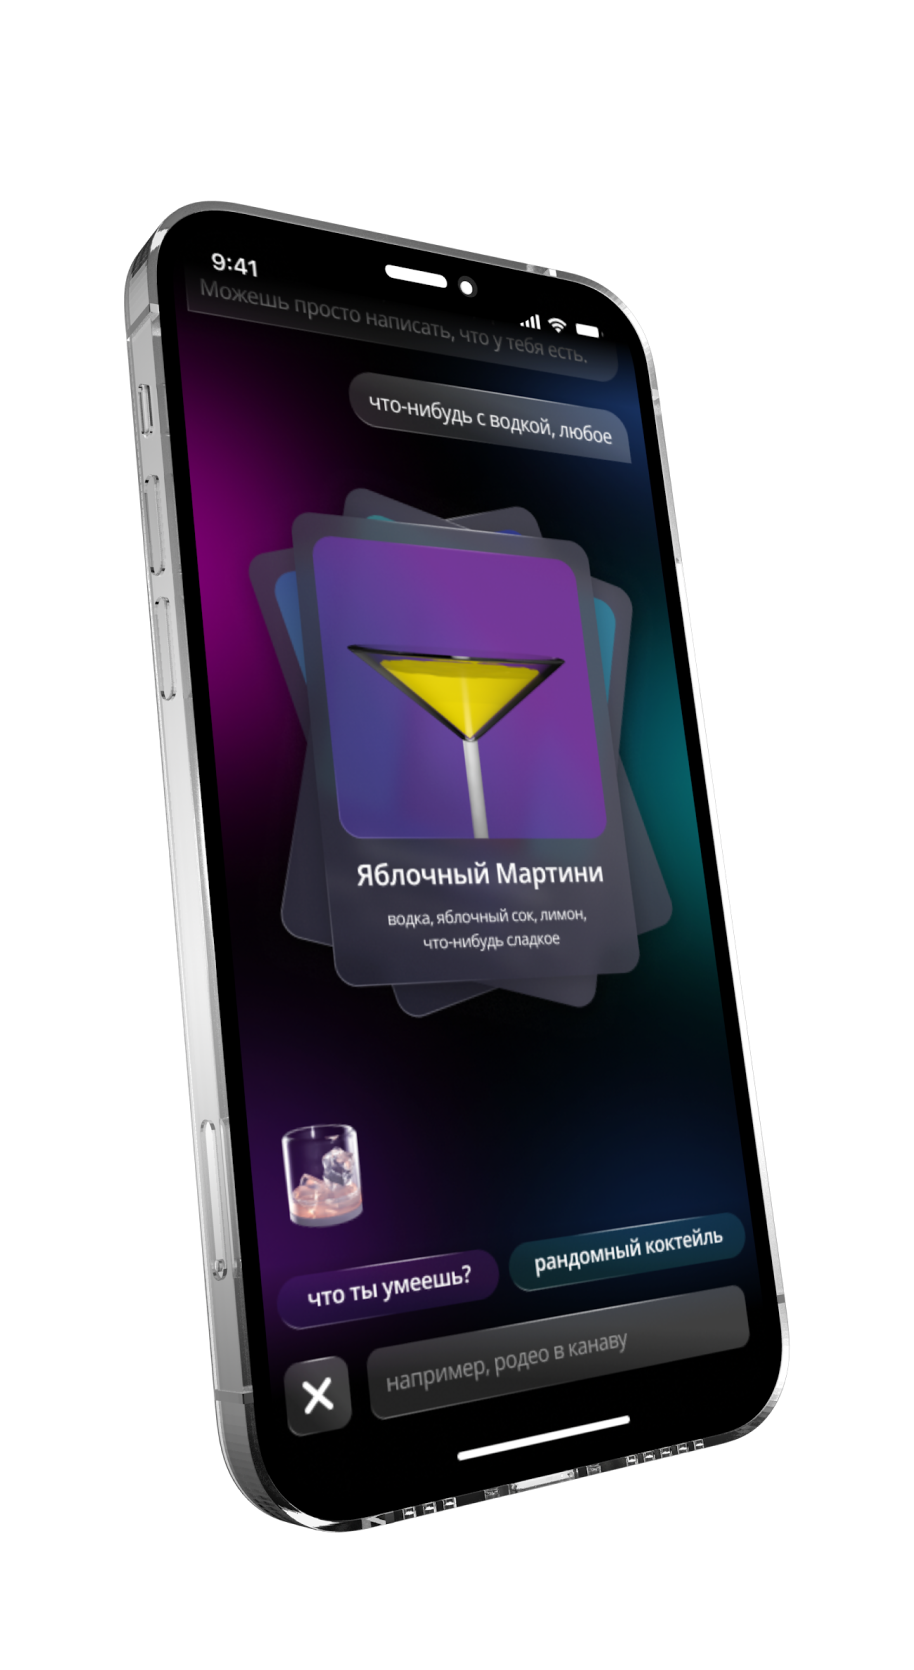 9:41
Можешь просто написать, что у тебя есть.
что-нибудь с водкой, любое
Яблочный Мартини
водка, яблочный сок, лимон,
что-нибудь сладкое
что ты умеешь?
рандомный коктейль
например, родео в канаву